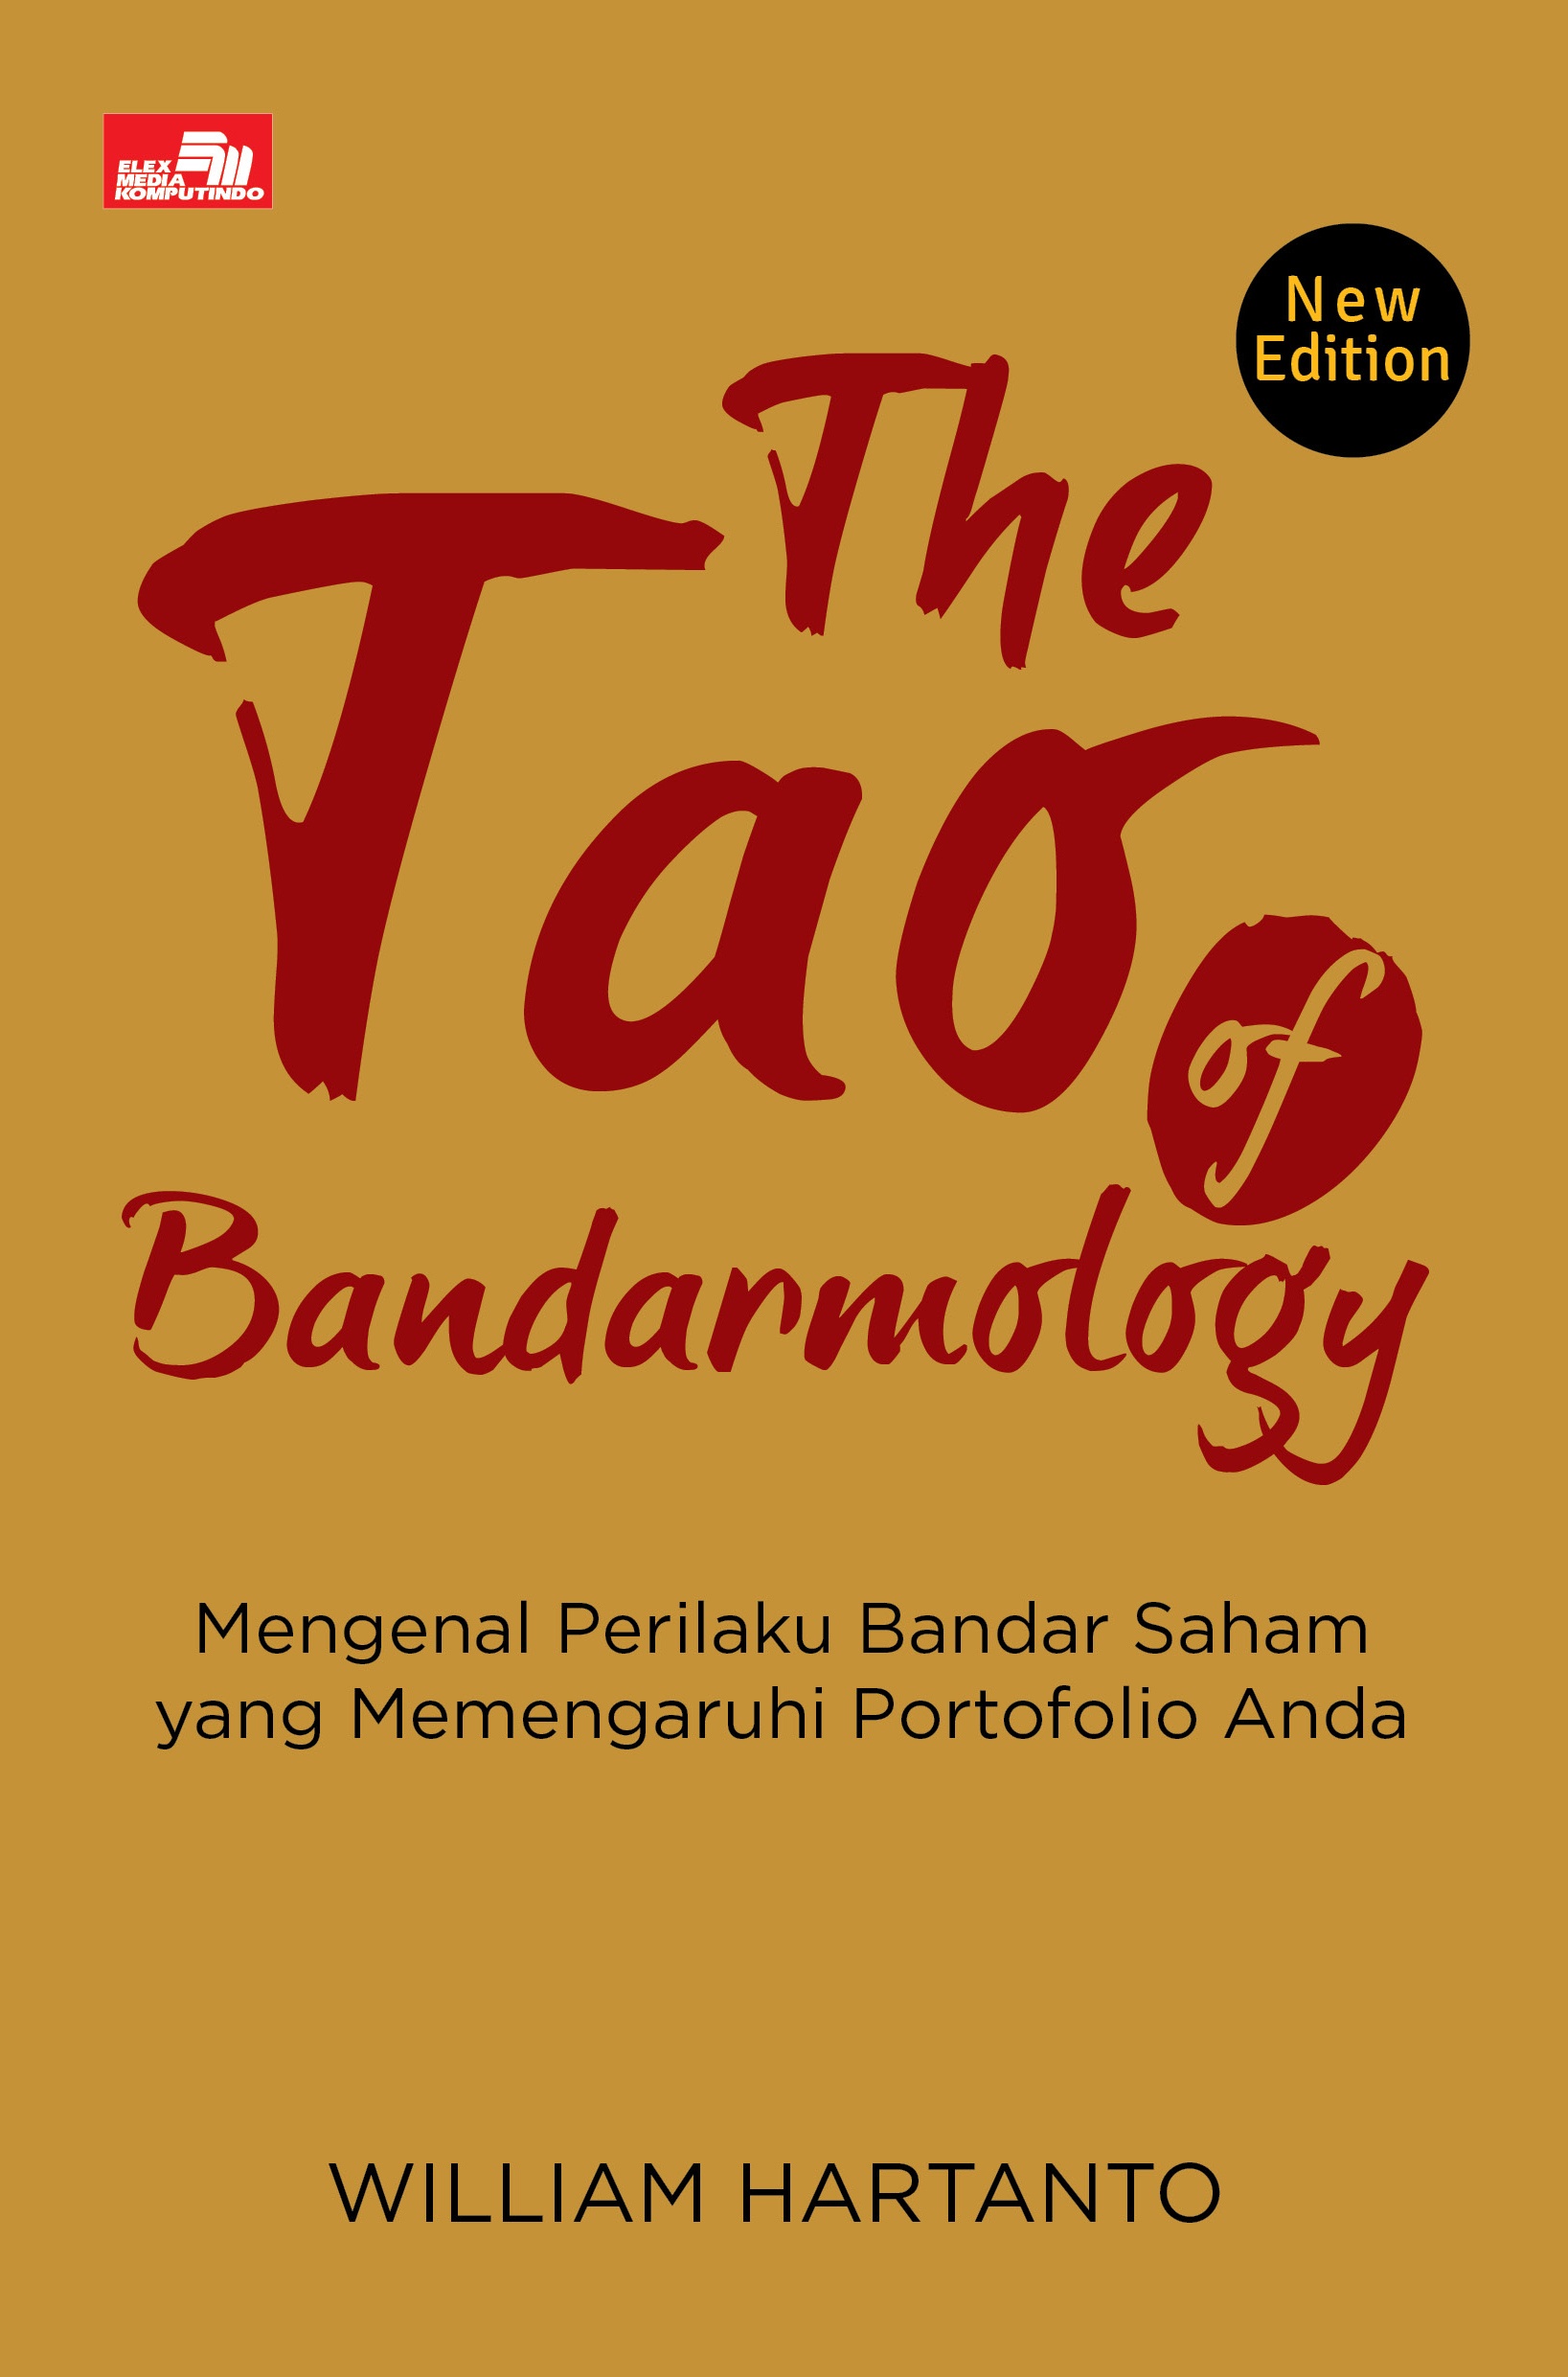 ELEX
MEDIA
KOMPUTINDO
New
Edition
The
Tao
of
Bandarmology
Mengenal Perilaku Bandar Saham
yang Memengaruhi Portofolio Anda
WILLIAM HARTANTO